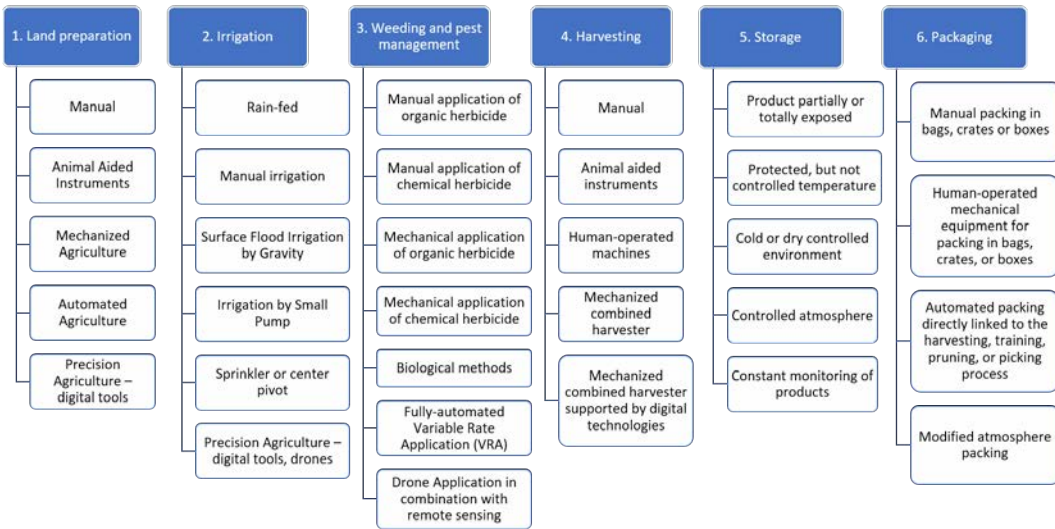 1. Land preparation
Manual
Animal Aided
Instruments
Mechanized
Agriculture
Automated
Agriculture
Precision
Agriculture –
digital tools
2. Irrigation
Rain-fed
Manual irrigation
Surface Flood Irrigation
by Gravity
Irrigation by Small
Pump
Sprinkler or center
pivot
Precision Agriculture –
digital tools, drones
3. Weeding and pest
management
Manual application of
organic herbicide
Manual application of
chemical herbicide
Mechanical application
of organic herbicide
Mechanical application
of chemical herbicide
Biological methods
Fully-automated
Variable Rate
Application (VRA)
Drone Application in
combination with
remote sensing
4. Harvesting
Manual
Animal aided
instruments
Human-operated
machines
Mechanized
combined
harvester
Mechanized
combined harvester
supported by digital
technologies
5. Storage
Product partially or
totally exposed
Protected, but not
controlled temperature
Cold or dry controlled
environment
Controlled atmosphere
Constant monitoring of
products
6. Packaging
Manual packing in
bags, crates or boxes
Human-operated
mechanical
equipment for
packing in bags,
crates, or boxes
Automated packing
directly linked to the
harvesting, training,
pruning, or picking
process
Modified atmosphere
packing